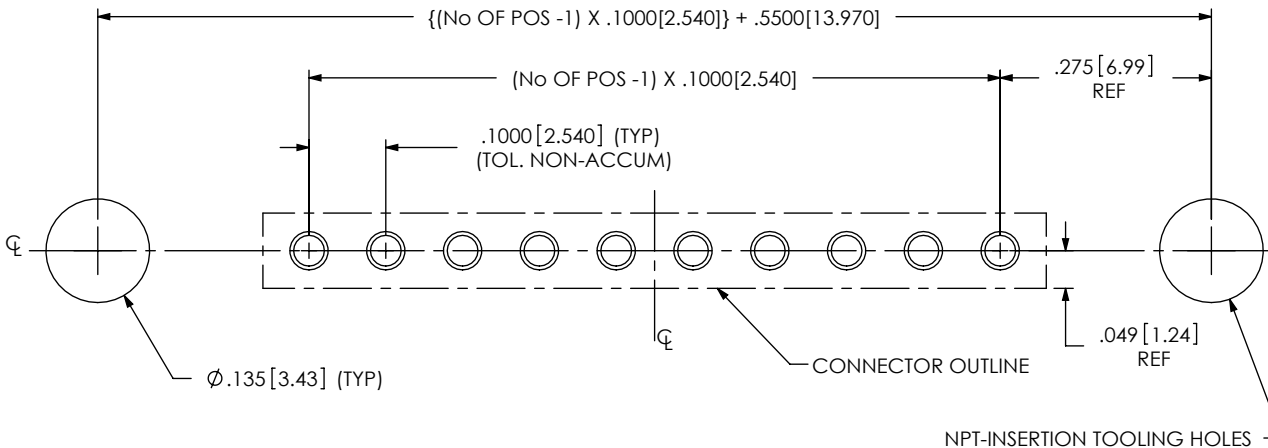 {(No OF POS -1) X .1000[2.540]} + .5500[13.970]
(No OF POS -1) X .1000[2.540]
.275[6.99]
REF
.1000[2.540] (TYP)
(TOL. NON-ACCUM)
℄
℄
.049[1.24]
REF
CONNECTOR OUTLINE
Ø.135[3.43] (TYP)
NPT-INSERTION TOOLING HOLES